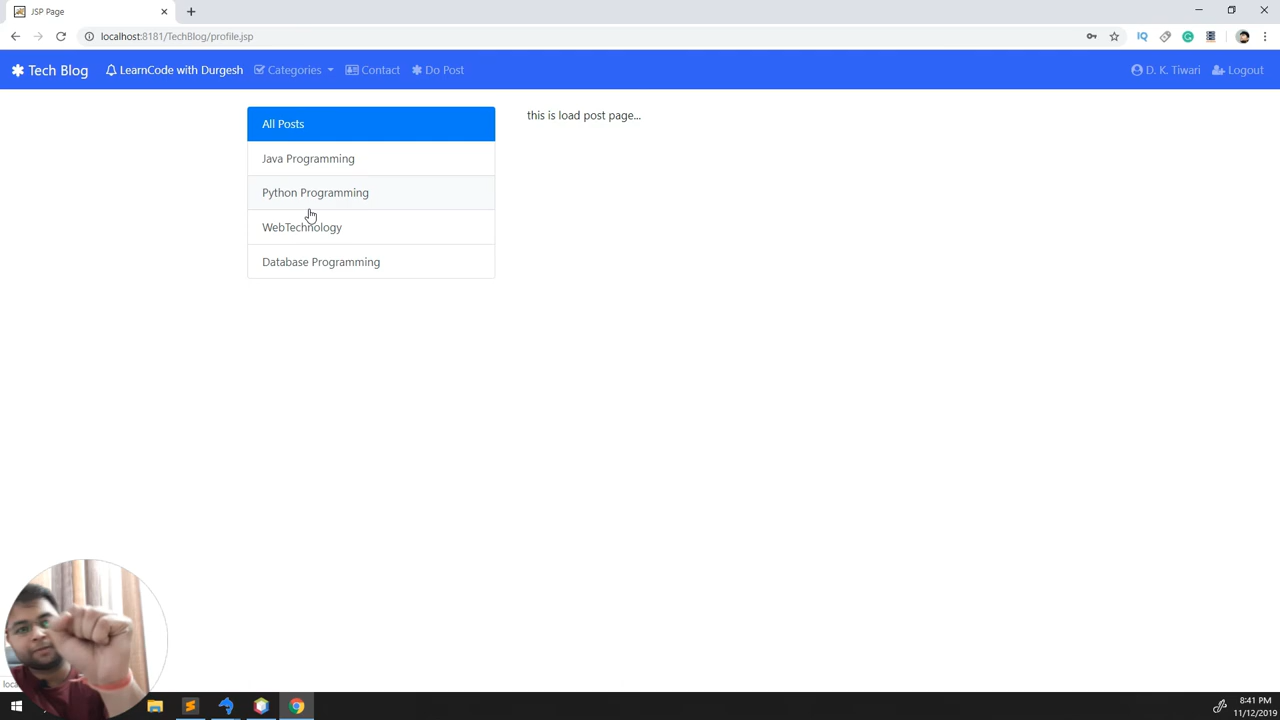 JSP Page
localhost:8181/TechBlog/profile.jsp
IQ
Tech Blog LearnCode with Durgesh Categories Contact Do Post D. K. Tiwari Logout
All Posts
this is load post page...
Java Programming
Python Programming
WebTechnology
Database Programming
8:41 PM
11/12/2019